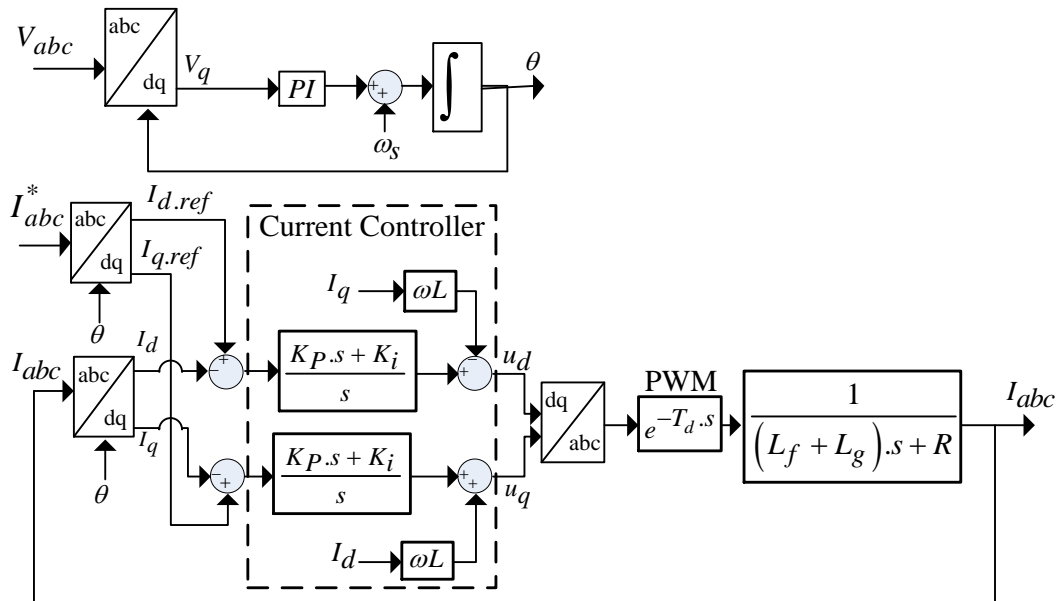 V_abc
abc
dq
V_q
PI
+
+
ω_s
∫
θ
I*_abc
abc
dq
θ
I_d.ref
I_q.ref
Current Controller
I_q
ωL
I_abc
abc
dq
θ
I_d
I_q
+
-
(K_P.s + K_i)/s
+
-
u_d
-
+
(K_P.s + K_i)/s
+
+
u_q
I_d
ωL
dq
abc
PWM
e^(-T_d.s)
1/((L_f + L_g).s + R)
I_abc